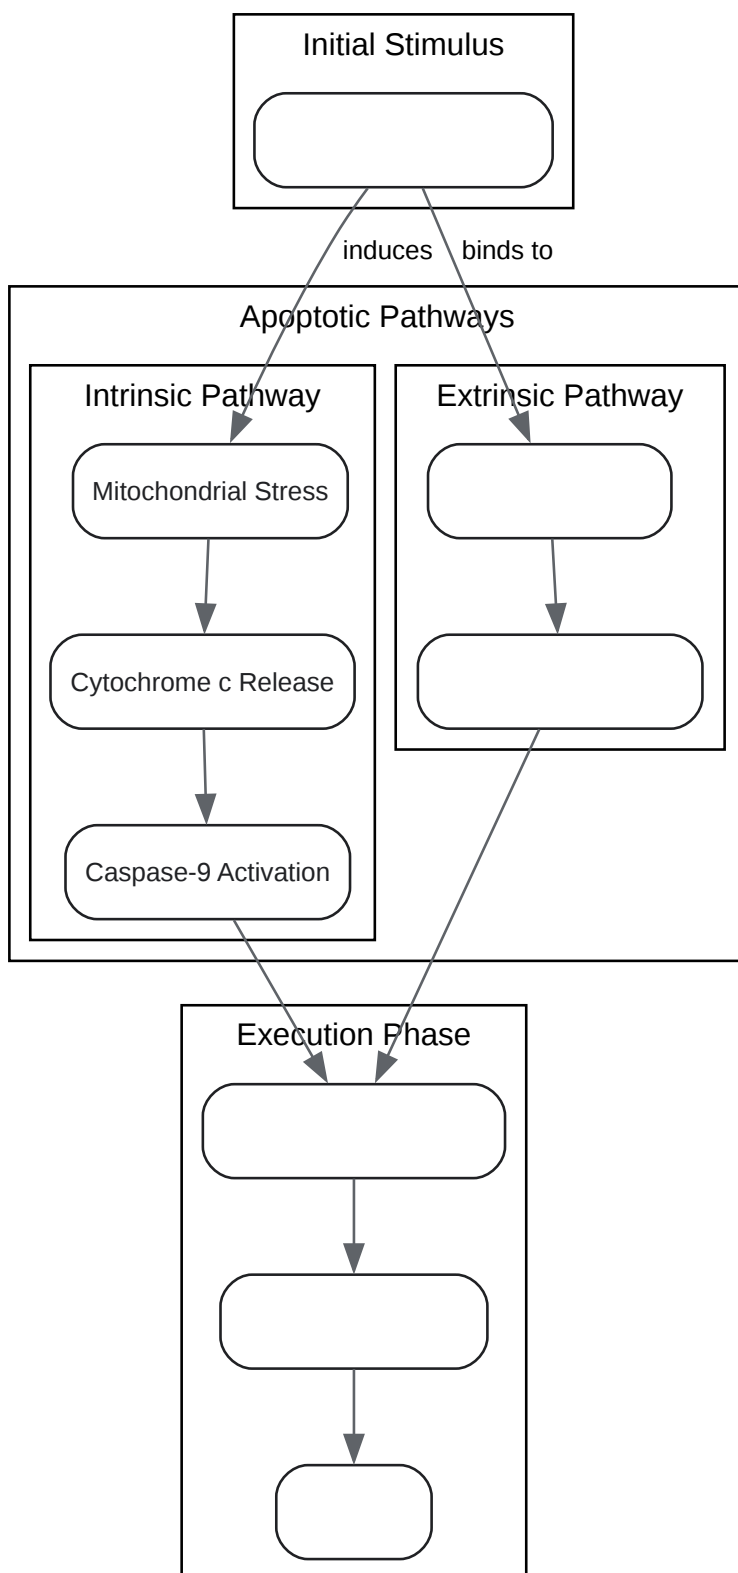 Initial Stimulus
induces
binds to
Apoptotic Pathways
Intrinsic Pathway
Extrinsic Pathway
Mitochondrial Stress
Cytochrome c Release
Caspase-9 Activation
Execution Phase